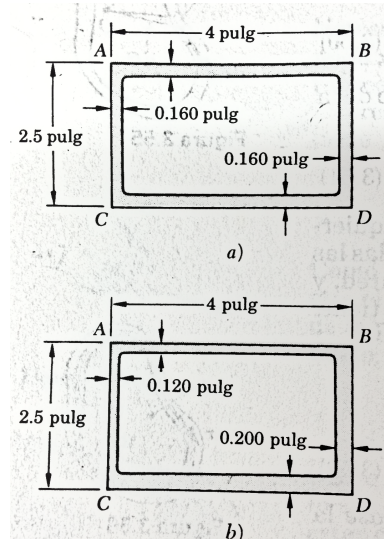 4 pulg
A B
0.160 pulg
2.5 pulg
0.160 pulg
C D
a)
4 pulg
A B
0.120 pulg
2.5 pulg
0.200 pulg
C D
b)